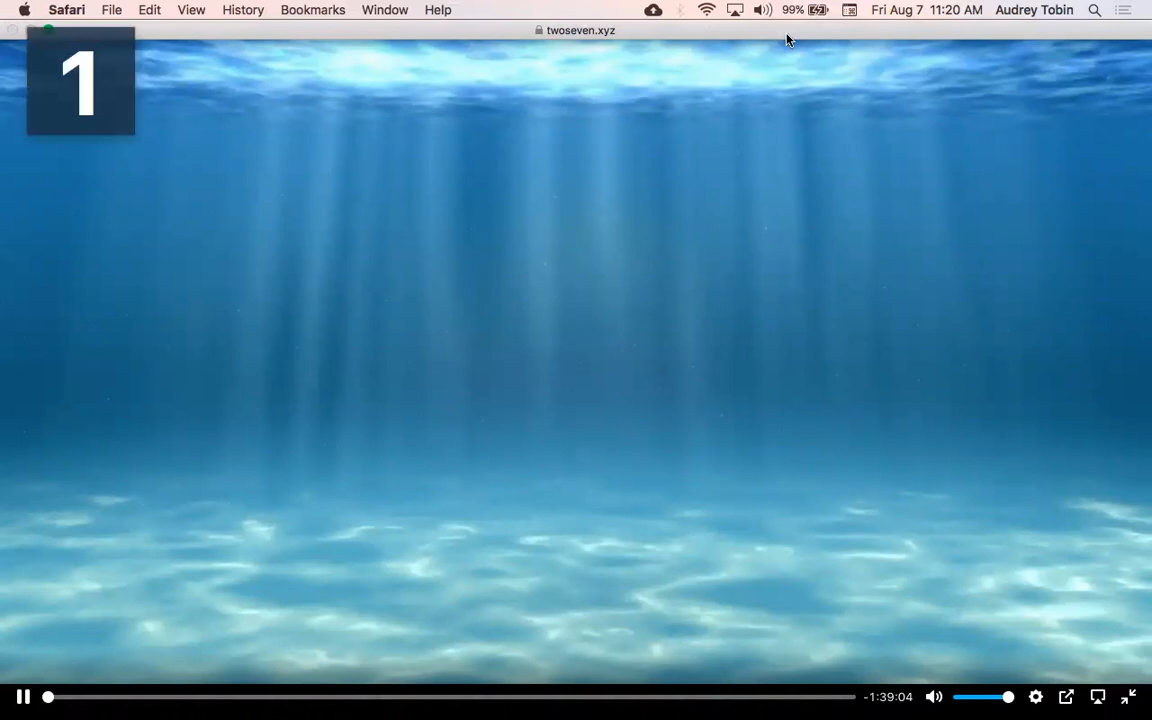 Safari File Edit View History Bookmarks Window Help 99% Fri Aug 7 11:20 AM Audrey Tobin
twoseven.xyz
1
-1:39:04